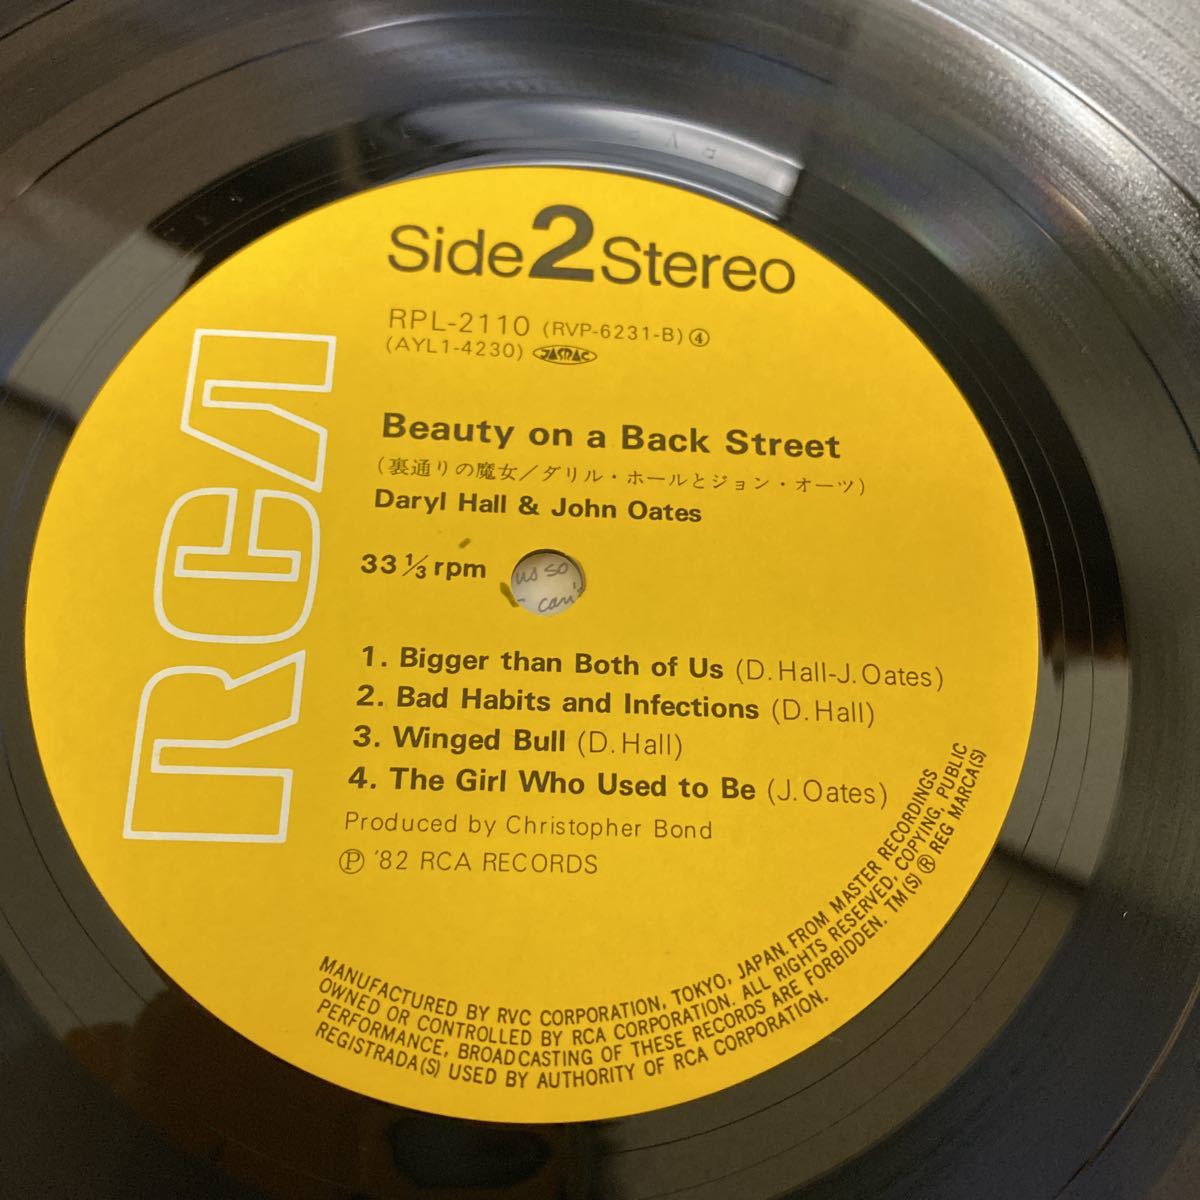 Side 2 Stereo
RPL-2110 (RVP-6231-B) ④
(AYL1-4230) JASRAC
Beauty on a Back Street
(裏通りの魔女/ダリル・ホールとジョン・オーツ)
Daryl Hall & John Oates
33 1/3 rpm
us so
- can's
RCA
1. Bigger than Both of Us (D. Hall-J. Oates)
2. Bad Habits and Infections (D. Hall)
3. Winged Bull (D. Hall)
4. The Girl Who Used to Be (J. Oates)
Produced by Christopher Bond
Ⓟ '82 RCA RECORDS
MANUFACTURED BY RVC CORPORATION, TOKYO, JAPAN. FROM MASTER RECORDINGS
OWNED OR CONTROLLED BY RCA CORPORATION. ALL RIGHTS RESERVED, COPYING, PUBLIC
PERFORMANCE, BROADCASTING OF THESE RECORDS ARE FORBIDDEN. TM(S) ® REG MARCA(S)
REGISTRADA(S) USED BY AUTHORITY OF RCA CORPORATION.